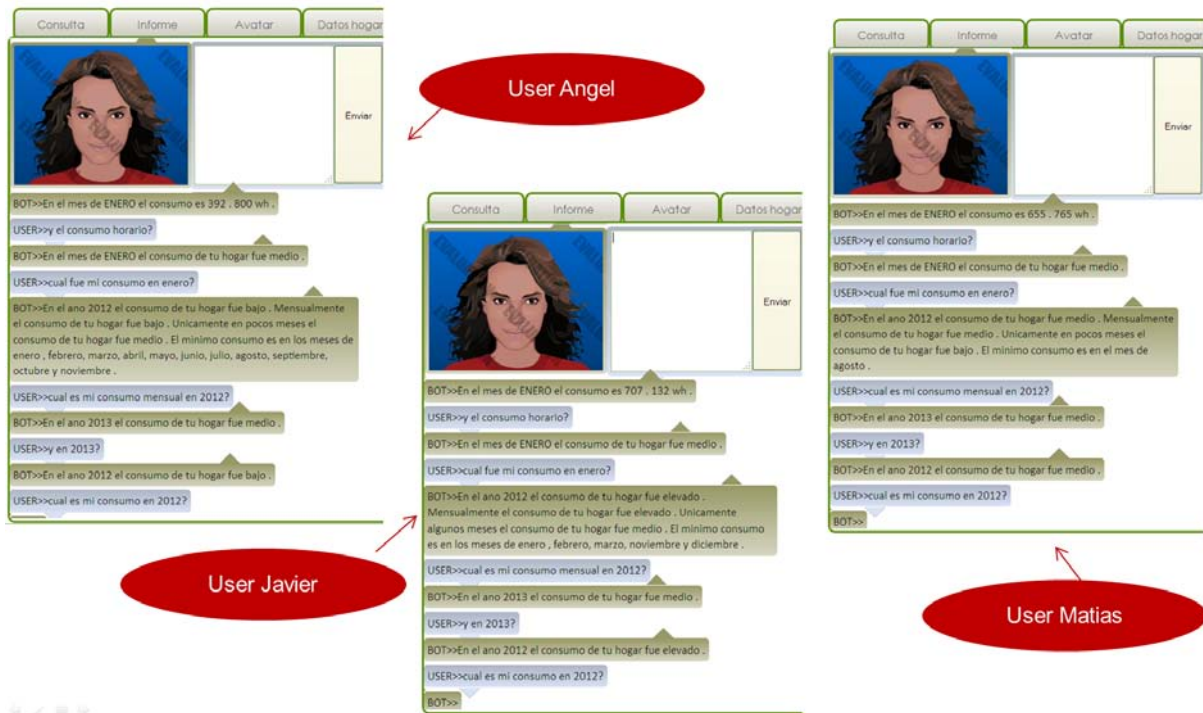 Consulta
Informe
Avatar
Datos hogar
Enviar
BOT>>En el mes de ENERO el consumo es 392 . 800 wh .
USER>>y el consumo horario?
BOT>>En el mes de ENERO el consumo de tu hogar fue medio .
USER>>cual fue mi consumo en enero?
BOT>>En el ano 2012 el consumo de tu hogar fue bajo . Mensualmente
el consumo de tu hogar fue bajo . Unicamente en pocos meses el
consumo de tu hogar fue medio . El minimo consumo es en los meses de
enero , febrero, marzo, abril, mayo, junio, julio, agosto, septiembre,
octubre y noviembre .
USER>>cual es mi consumo mensual en 2012?
BOT>>En el ano 2013 el consumo de tu hogar fue medio .
USER>>y en 2013?
BOT>>En el ano 2012 el consumo de tu hogar fue bajo .
USER>>cual es mi consumo en 2012?
User Angel
Consulta
Informe
Avatar
Datos hogar
Enviar
BOT>>En el mes de ENERO el consumo es 707 . 132 wh .
USER>>y el consumo horario?
BOT>>En el mes de ENERO el consumo de tu hogar fue medio .
USER>>cual fue mi consumo en enero?
BOT>>En el ano 2012 el consumo de tu hogar fue elevado .
Mensualmente el consumo de tu hogar fue elevado . Unicamente
algunos meses el consumo de tu hogar fue medio . El minimo consumo
es en los meses de enero , febrero, marzo, noviembre y diciembre .
USER>>cual es mi consumo mensual en 2012?
BOT>>En el ano 2013 el consumo de tu hogar fue medio .
USER>>y en 2013?
BOT>>En el ano 2012 el consumo de tu hogar fue elevado .
USER>>cual es mi consumo en 2012?
BOT>>
User Javier
Consulta
Informe
Avatar
Datos hogar
Enviar
BOT>>En el mes de ENERO el consumo es 655 . 765 wh .
USER>>y el consumo horario?
BOT>>En el mes de ENERO el consumo de tu hogar fue medio .
USER>>cual fue mi consumo en enero?
BOT>>En el ano 2012 el consumo de tu hogar fue medio . Mensualmente
el consumo de tu hogar fue medio . Unicamente en pocos meses el
consumo de tu hogar fue bajo . El minimo consumo es en el mes de
agosto .
USER>>cual es mi consumo mensual en 2012?
BOT>>En el ano 2013 el consumo de tu hogar fue medio .
USER>>y en 2013?
BOT>>En el ano 2012 el consumo de tu hogar fue medio .
USER>>cual es mi consumo en 2012?
BOT>>
User Matias